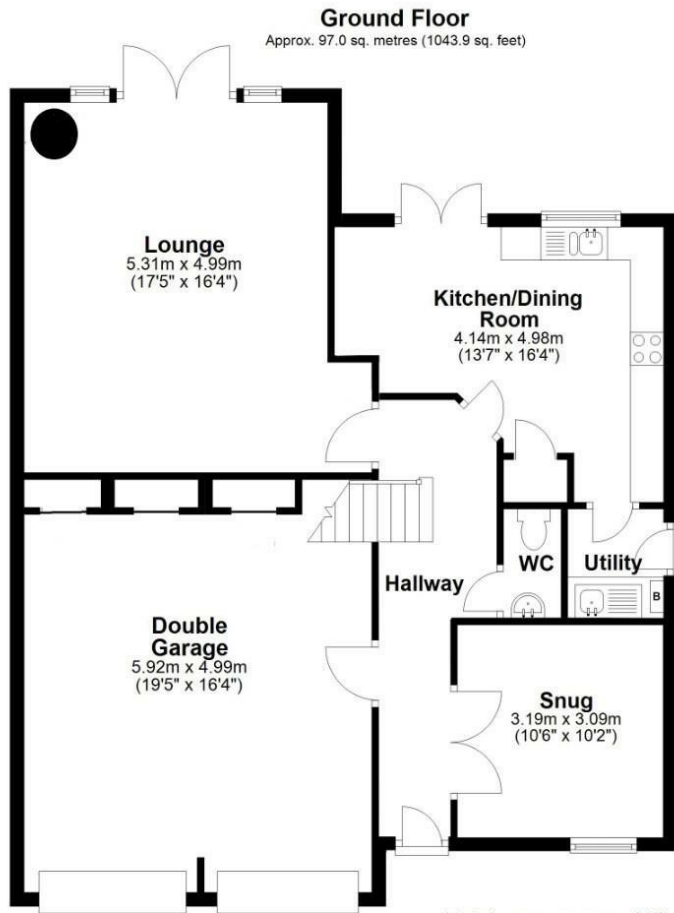 Ground Floor
Approx. 97.0 sq. metres (1043.9 sq. feet)
Lounge
5.31m x 4.99m
(17'5" x 16'4")
Kitchen/Dining
Room
4.14m x 4.98m
(13'7" x 16'4")
WC
Utility
B
Hallway
Double
Garage
5.92m x 4.99m
(19'5" x 16'4")
Snug
3.19m x 3.09m
(10'6" x 10'2")